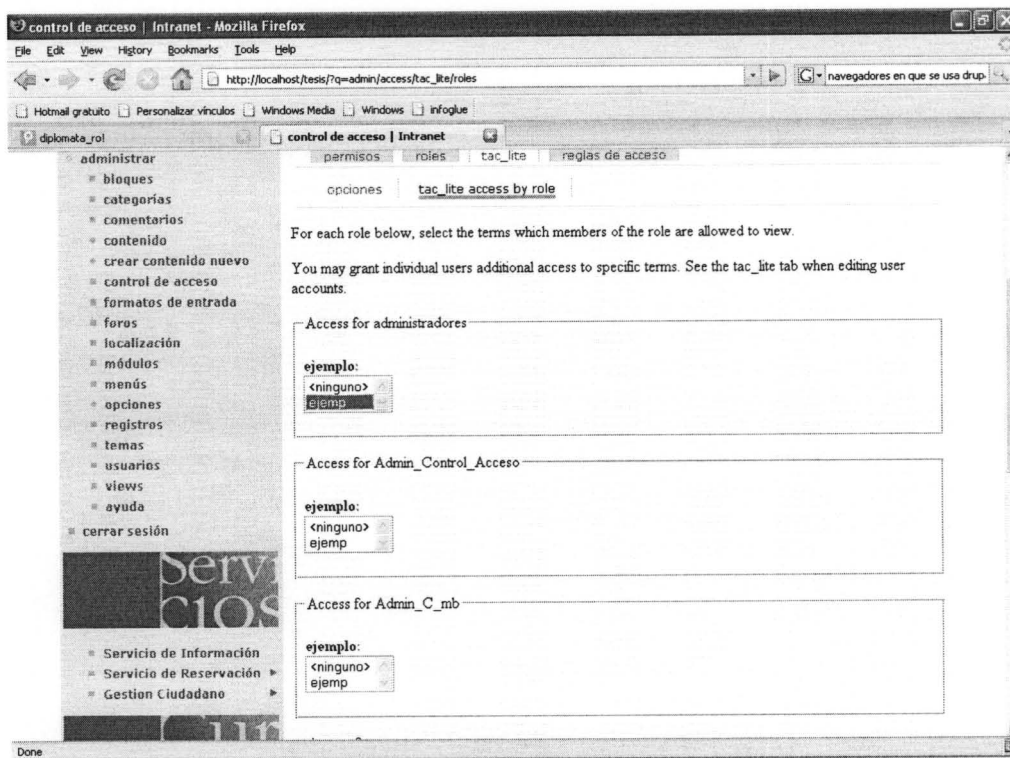 control de acceso | Intranet - Mozilla Firefox
File Edit View History Bookmarks Tools Help
http://localhost/tesis/?q=admin/access/tac_lite/roles
G navegadores en que se usa drup
Hotmail gratuito Personalizar vínculos Windows Media Windows infoglue
diplomata_rol control de acceso | Intranet
administrar
bloques
categorías
comentarios
contenido
crear contenido nuevo
control de acceso
formatos de entrada
foros
localización
módulos
menús
opciones
registros
temas
usuarios
views
ayuda
cerrar sesión
Servi
cios
Servicio de Información
Servicio de Reservación
Gestion Ciudadano
permisos roles tac_lite reglas de acceso
opciones tac_lite access by role
For each role below, select the terms which members of the role are allowed to view.
You may grant individual users additional access to specific terms. See the tac_lite tab when editing user
accounts.
Access for administradores
ejemplo:
<ninguno>
ejemp
Access for Admin_Control_Acceso
ejemplo:
<ninguno>
ejemp
Access for Admin_C_mb
ejemplo:
<ninguno>
ejemp
Done